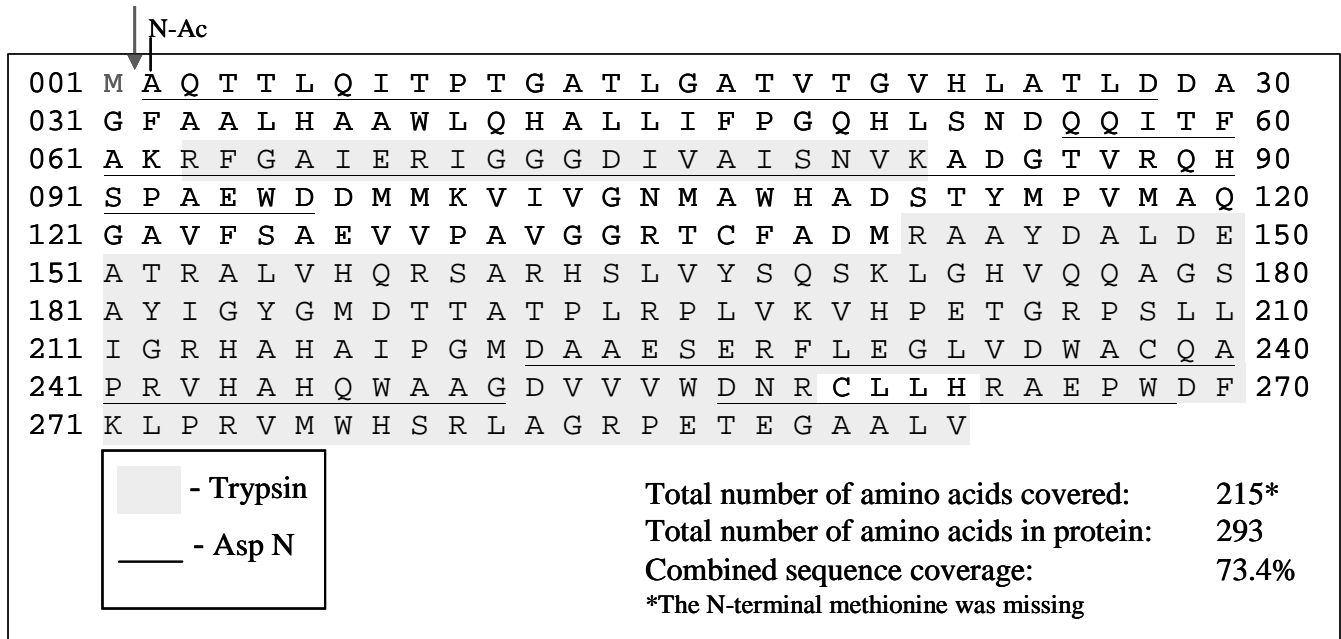 N-Ac
001 M A Q T T L Q I T P T G A T L G A T V T G V H L A T L D D A 30
031 G F A A L H A A W L Q H A L L I F P G Q H L S N D Q Q I T F 60
061 A K R F G A I E R I G G G D I V A I S N V K A D G T V R Q H 90
091 S P A E W D D M M K V I V G N M A W H A D S T Y M P V M A Q 120
121 G A V F S A E V V P A V G G R T C F A D M R A A Y D A L D E 150
151 A T R A L V H Q R S A R H S L V Y S Q S K L G H V Q Q A G S 180
181 A Y I G Y G M D T T A T P L R P L V K V H P E T G R P S L L 210
211 I G R H A H A I P G M D A A E S E R F L E G L V D W A C Q A 240
241 P R V H A H Q W A A G D V V V W D N R C L L H R A E P W D F 270
271 K L P R V M W H S R L A G R P E T E G A A L V
- Trypsin
- Asp N
Total number of amino acids covered: 215*
Total number of amino acids in protein: 293
Combined sequence coverage: 73.4%
*The N-terminal methionine was missing